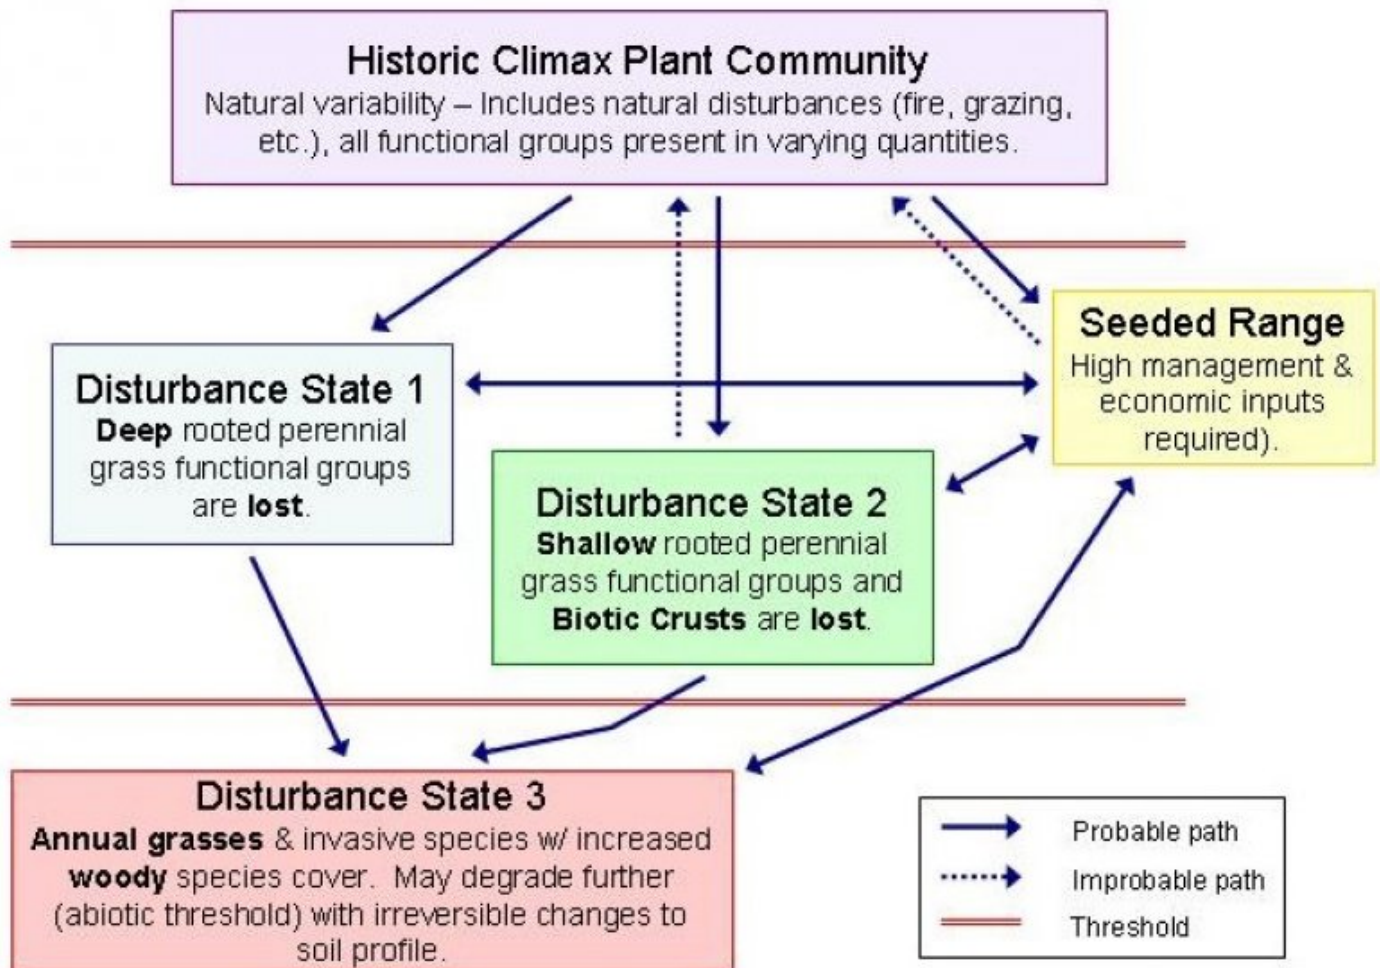 Historic Climax Plant Community
Natural variability – Includes natural disturbances (fire, grazing,
etc.), all functional groups present in varying quantities.
Seeded Range
High management &
economic inputs
required).
Disturbance State 1
Deep rooted perennial
grass functional groups
are lost.
Disturbance State 2
Shallow rooted perennial
grass functional groups and
Biotic Crusts are lost.
Disturbance State 3
Annual grasses & invasive species w/ increased
woody species cover. May degrade further
(abiotic threshold) with irreversible changes to
soil profile.
Probable path
Improbable path
Threshold